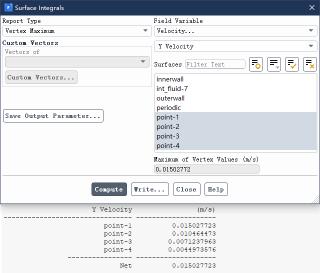 Surface Integrals
Report Type
Field Variable
Vertex Maximum
Velocity...
Custom Vectors
Y Velocity
Vectors of
Surfaces Filter Text
Custom Vectors...
innerwall
int_fluid-7
outerwall
periodic
point-1
point-2
point-3
point-4
Save Output Parameter...
Maximum of Vertex Values (m/s)
0.01502772
Compute Write... Close Help
Y Velocity (m/s)
point-1 0.015027723
point-2 0.010464473
point-3 0.0071237963
point-4 0.0044973576
Net 0.015027723